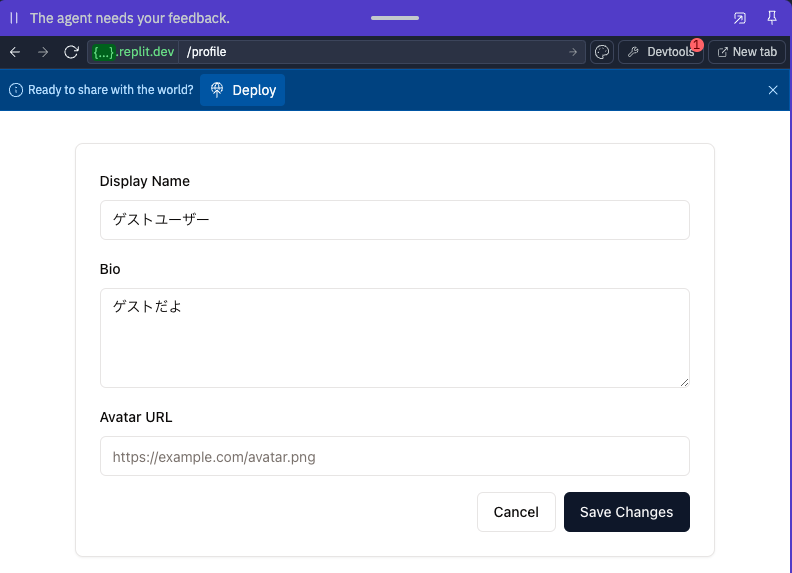 The agent needs your feedback.
{...}.replit.dev /profile Devtools 1 New tab
Ready to share with the world? Deploy
Display Name
ゲストユーザー
Bio
ゲストだよ
Avatar URL
https://example.com/avatar.png
Cancel Save Changes